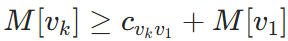 M[v_k] ≥ c_{v_k v_1} + M[v_1]